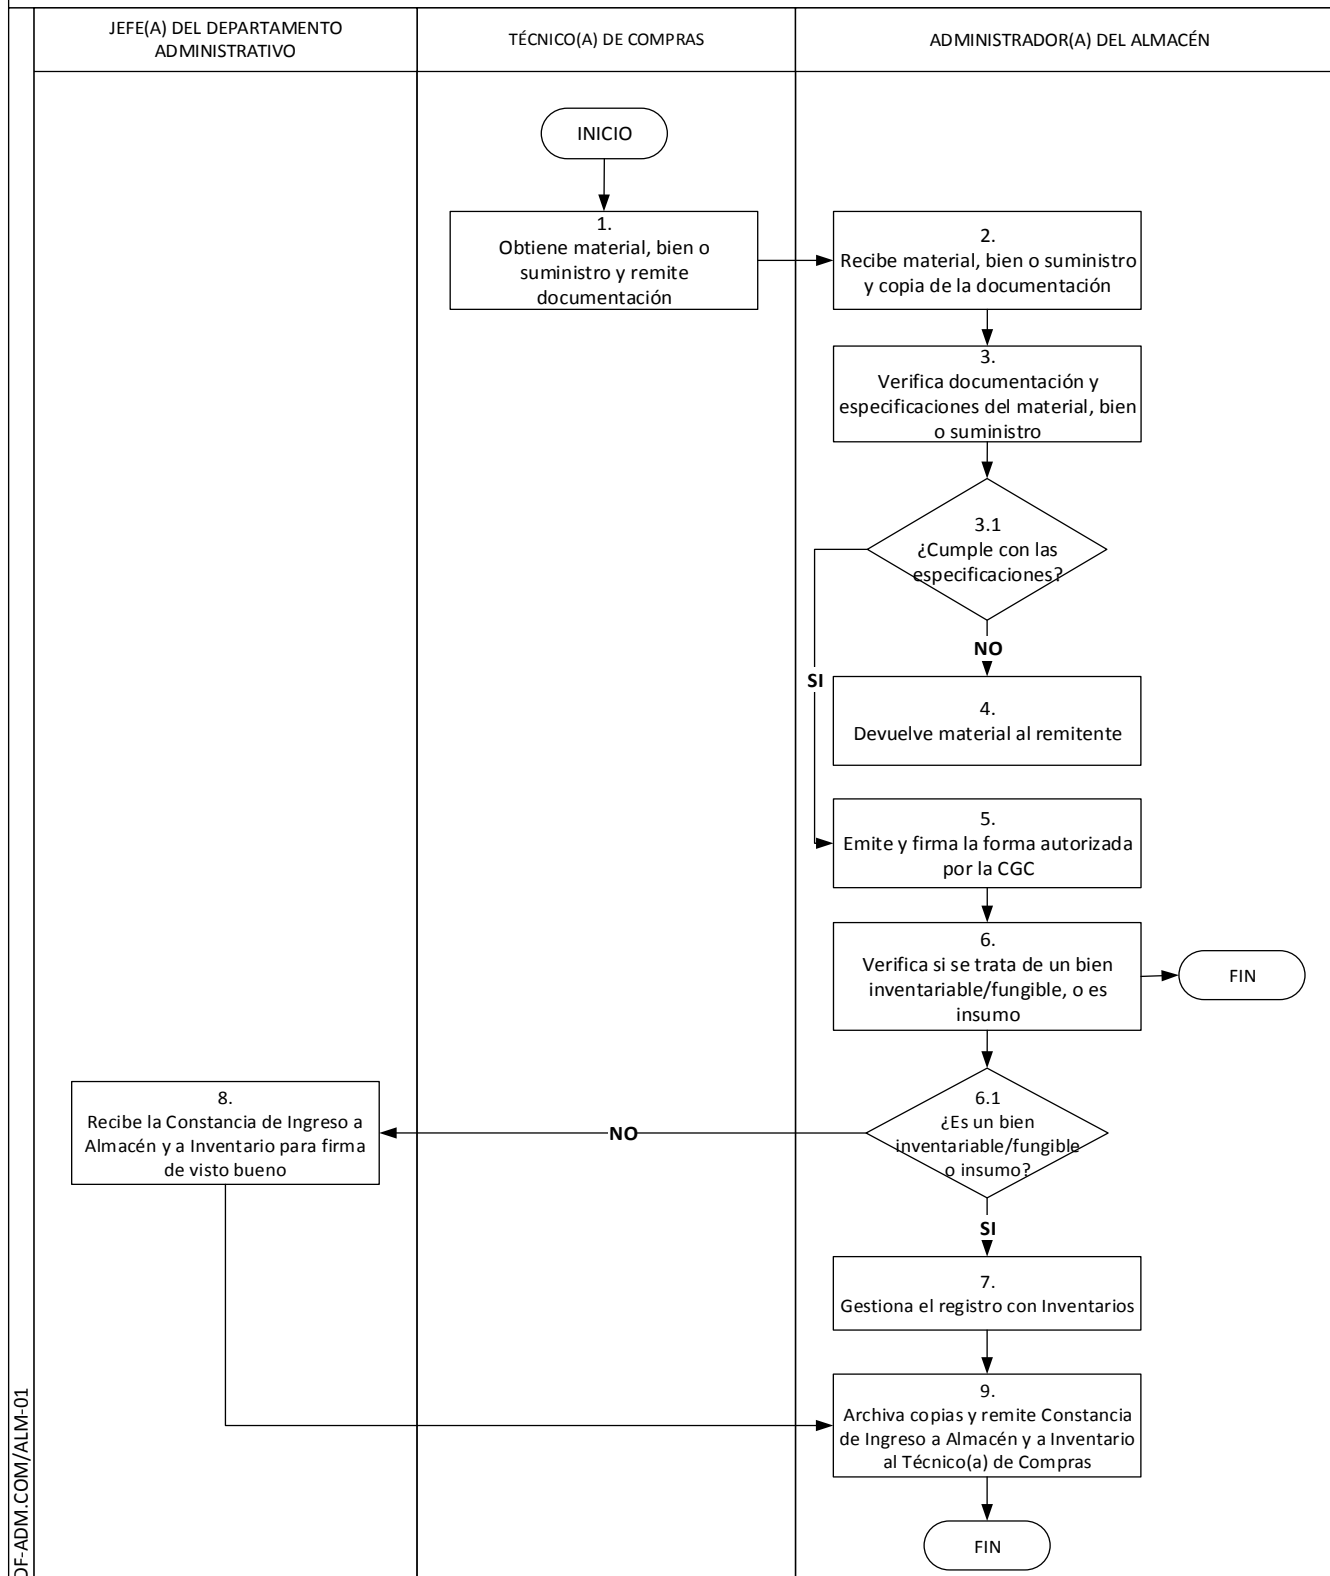 JEFE(A) DEL DEPARTAMENTO
ADMINISTRATIVO
TÉCNICO(A) DE COMPRAS
ADMINISTRADOR(A) DEL ALMACÉN
INICIO
1.
Obtiene material, bien o
suministro y remite
documentación
2.
Recibe material, bien o suministro
y copia de la documentación
3.
Verifica documentación y
especificaciones del material, bien
o suministro
3.1
¿Cumple con las
especificaciones?
NO
SI
4.
Devuelve material al remitente
5.
Emite y firma la forma autorizada
por la CGC
6.
Verifica si se trata de un bien
inventariable/fungible, o es
insumo
FIN
6.1
¿Es un bien
inventariable/fungible
o insumo?
NO
8.
Recibe la Constancia de Ingreso a
Almacén y a Inventario para firma
de visto bueno
SI
7.
Gestiona el registro con Inventarios
9.
Archiva copias y remite Constancia
de Ingreso a Almacén y a Inventario
al Técnico(a) de Compras
FIN
DF-ADM.COM/ALM-01